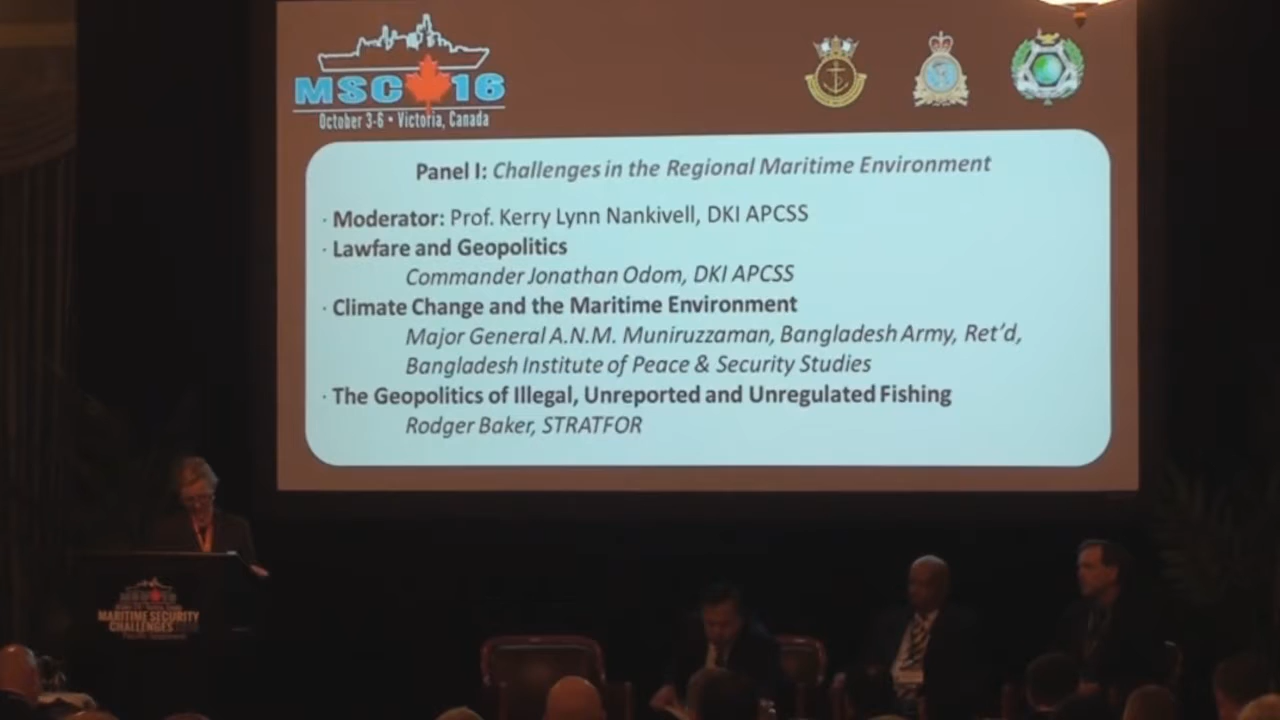 MSC 16
October 3-6 • Victoria, Canada
Panel I: Challenges in the Regional Maritime Environment
· Moderator: Prof. Kerry Lynn Nankivell, DKI APCSS
· Lawfare and Geopolitics
Commander Jonathan Odom, DKI APCSS
· Climate Change and the Maritime Environment
Major General A.N.M. Muniruzzaman, Bangladesh Army, Ret'd,
Bangladesh Institute of Peace & Security Studies
· The Geopolitics of Illegal, Unreported and Unregulated Fishing
Rodger Baker, STRATFOR
MARITIME SECURITY
CHALLENGES